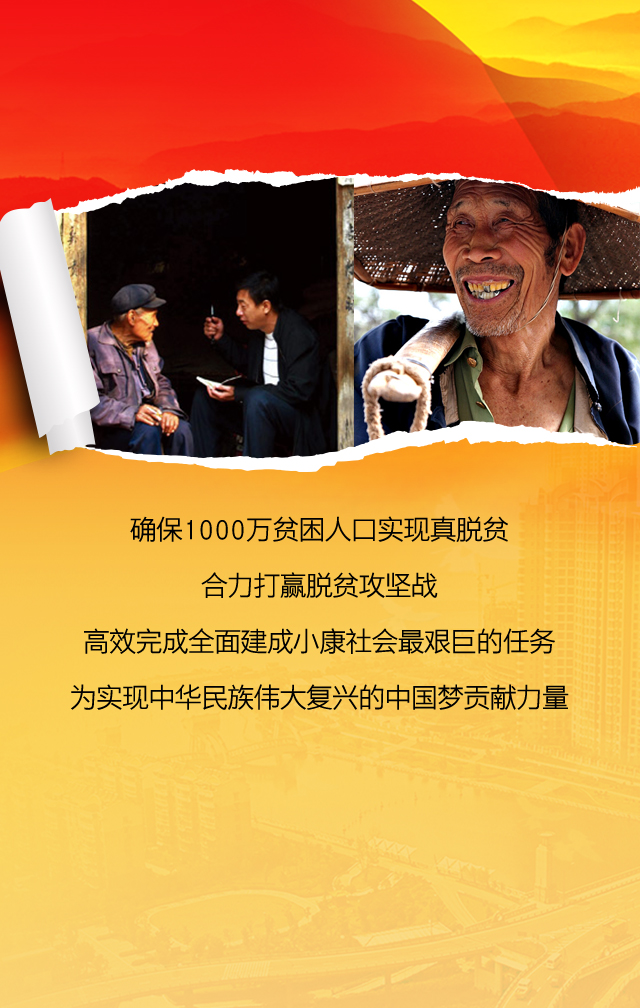 确保1000万贫困人口实现真脱贫
合力打赢脱贫攻坚战
高效完成全面建成小康社会最艰巨的任务
为实现中华民族伟大复兴的中国梦贡献力量